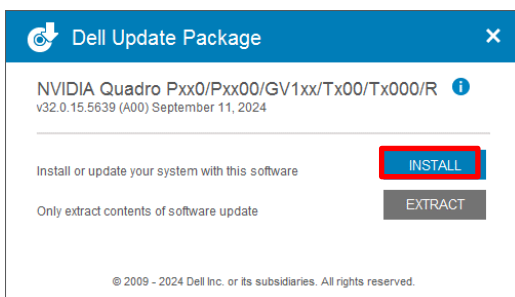 Dell Update Package
NVIDIA Quadro Pxx0/Pxx00/GV1xx/Tx00/Tx000/R
v32.0.15.5639 (A00) September 11, 2024
Install or update your system with this software
INSTALL
Only extract contents of software update
EXTRACT
© 2009 - 2024 Dell Inc. or its subsidiaries. All rights reserved.